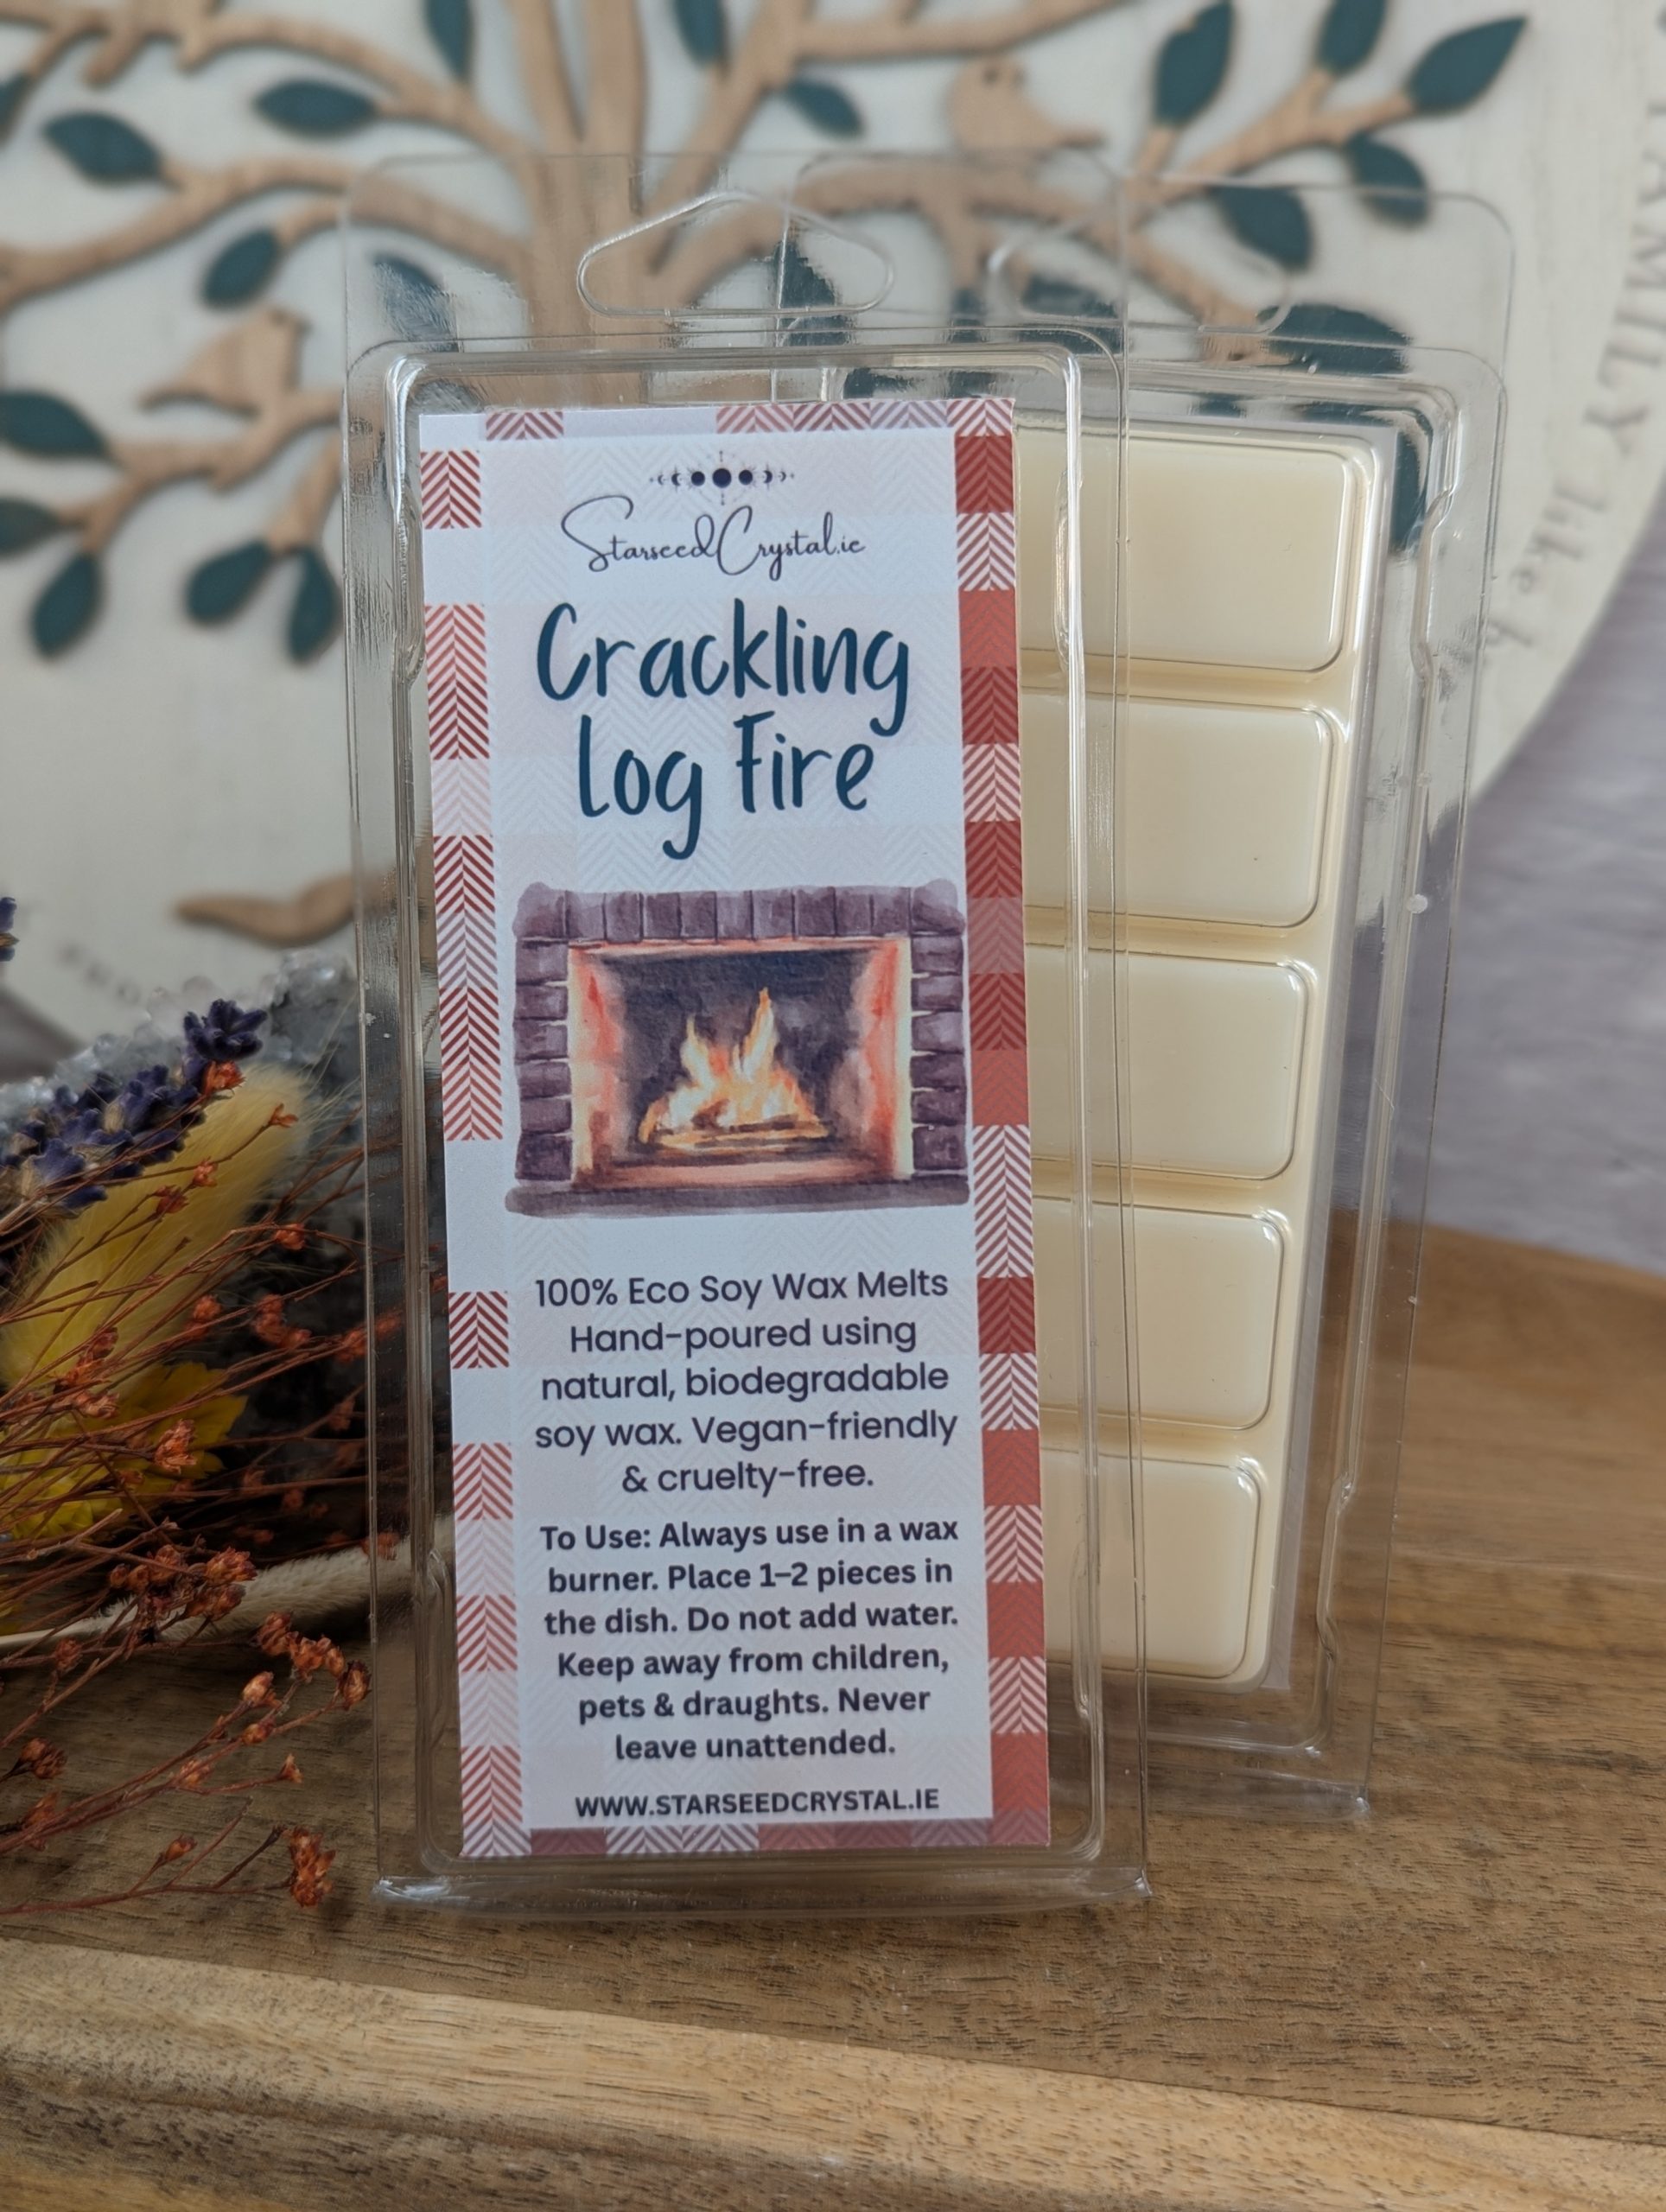 StarseedCrystal.ie
Crackling
Log Fire
100% Eco Soy Wax Melts
Hand-poured using
natural, biodegradable
soy wax. Vegan-friendly
& cruelty-free.
To Use: Always use in a wax
burner. Place 1–2 pieces in
the dish. Do not add water.
Keep away from children,
pets & draughts. Never
leave unattended.
WWW.STARSEEDCRYSTAL.IE
FAMILY like